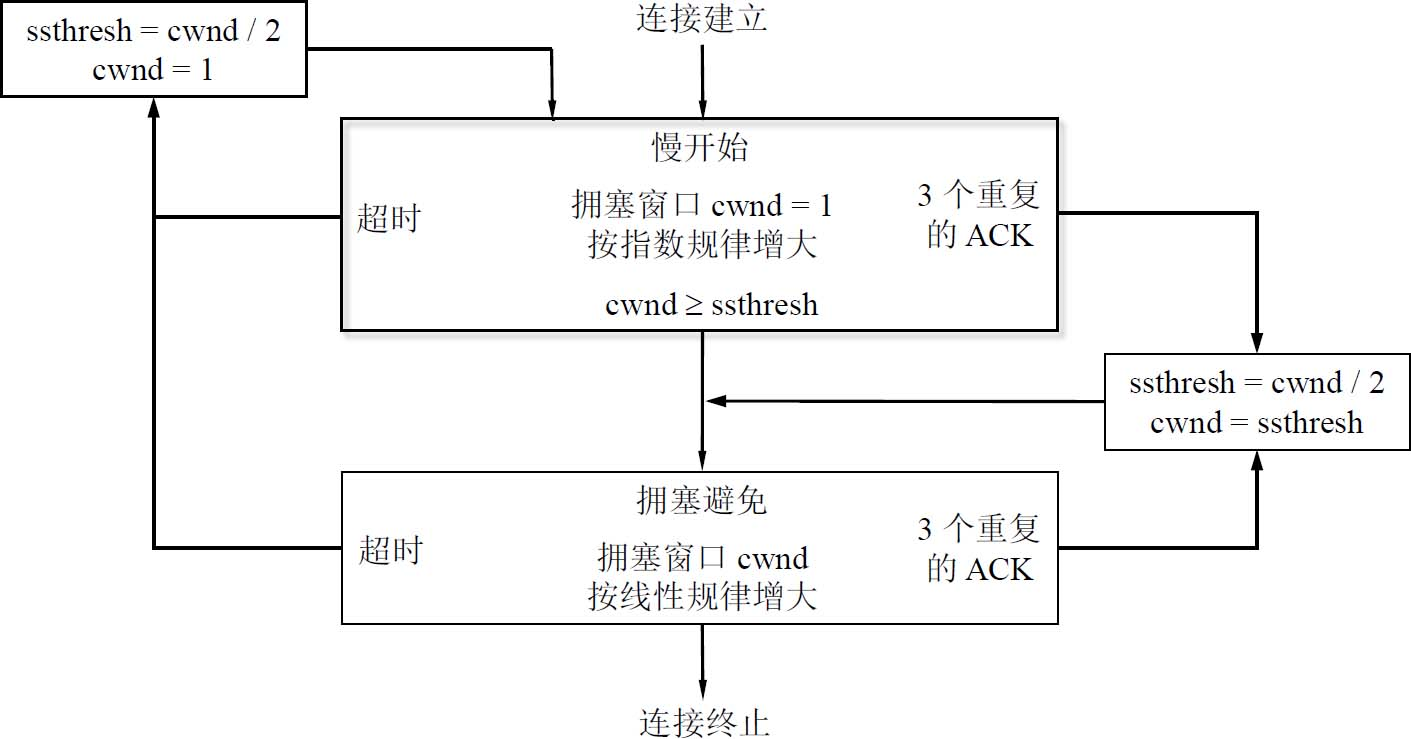 连接建立
ssthresh = cwnd / 2
cwnd = 1
慢开始
超时
拥塞窗口 cwnd = 1
按指数规律增大
3 个重复
的 ACK
cwnd ≥ ssthresh
ssthresh = cwnd / 2
cwnd = ssthresh
拥塞避免
超时
拥塞窗口 cwnd
按线性规律增大
3 个重复
的 ACK
连接终止